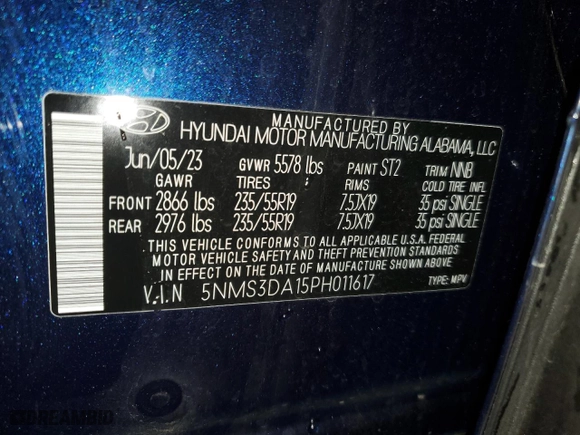 MANUFACTURED BY
HYUNDAI MOTOR MANUFACTURING ALABAMA, LLC
Jun/05/23 GVWR 5578 lbs PAINT ST2 TRIM NNB
GAWR TIRES RIMS COLD TIRE INFL
FRONT 2866 lbs 235/55R19 7.5JX19 35 psi SINGLE
REAR 2976 lbs 235/55R19 7.5JX19 35 psi SINGLE
THIS VEHICLE CONFORMS TO ALL APPLICABLE U.S.A. FEDERAL
MOTOR VEHICLE SAFETY AND THEFT PREVENTION STANDARDS
IN EFFECT ON THE DATE OF MANUFACTURE SHOWN ABOVE.
V.I.N 5NMS3DA15PH011617 TYPE: MPV
DREAMBID